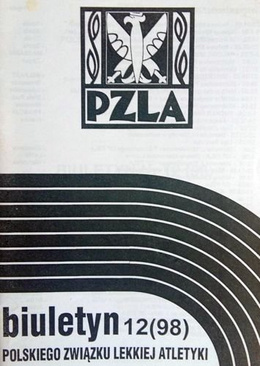 PZLA
biuletyn 12(98)
POLSKIEGO ZWIĄZKU LEKKIEJ ATLETYKI